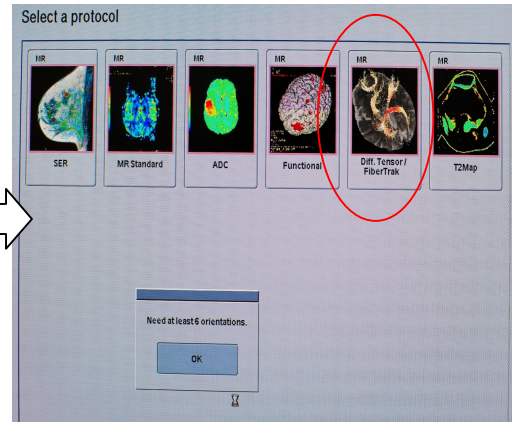 Select a protocol
MR MR MR MR MR MR
SER MR Standard ADC Functional Diff. Tensor / T2Map
FiberTrak
Need at least 6 orientations.
OK